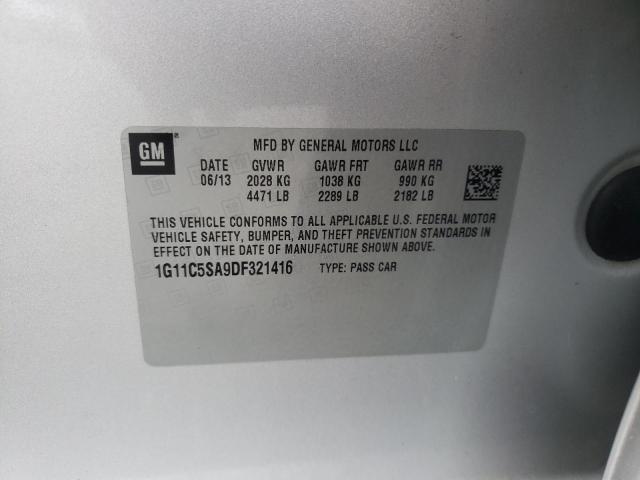 GM
MFD BY GENERAL MOTORS LLC
DATE GVWR GAWR FRT GAWR RR
06/13 2028 KG 1038 KG 990 KG
4471 LB 2289 LB 2182 LB
THIS VEHICLE CONFORMS TO ALL APPLICABLE U.S. FEDERAL MOTOR
VEHICLE SAFETY, BUMPER, AND THEFT PREVENTION STANDARDS IN
EFFECT ON THE DATE OF MANUFACTURE SHOWN ABOVE.
1G11C5SA9DF321416 TYPE: PASS CAR